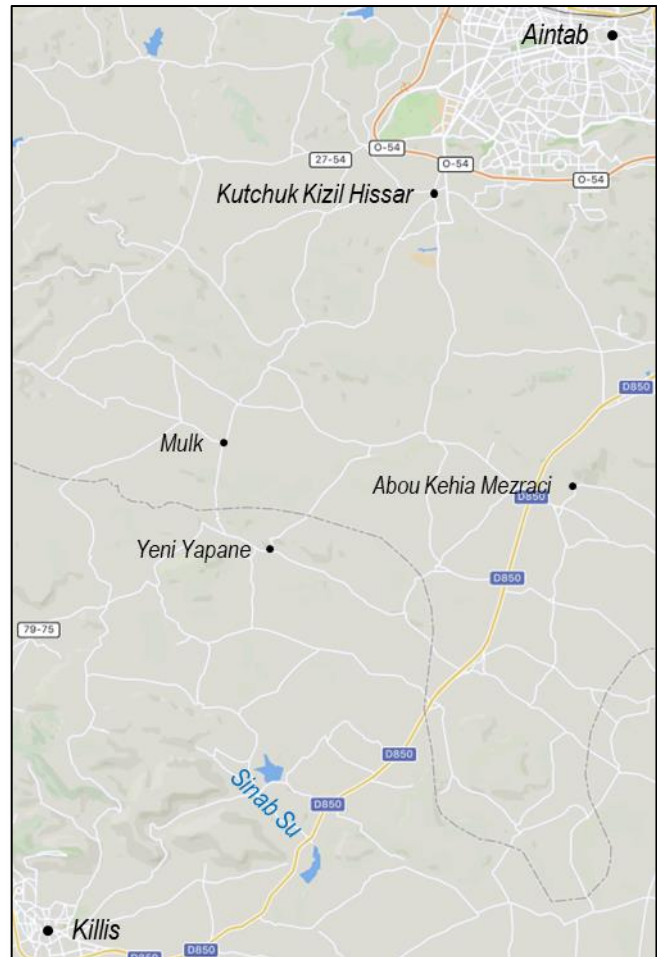 Aintab
27-54
O-54
O-54
O-54
Kutchuk Kizil Hissar
D850
Mulk
Abou Kehia Mezraci
D850
Yeni Yapane
D850
79-75
D850
Sinab Su
D850
Killis
D850
D850